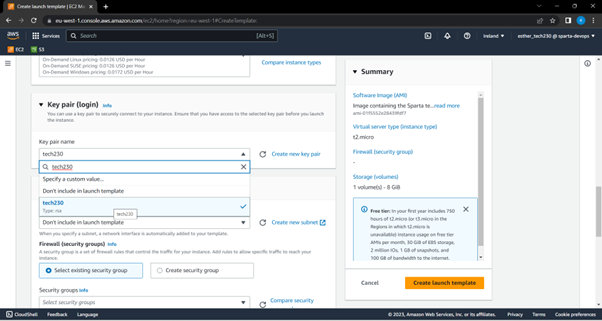 Create launch template | EC2 M
eu-west-1.console.aws.amazon.com/ec2/home?region=eu-west-1#CreateTemplate:
aws
Services
Search
[Alt+S]
Ireland
esther_tech230 @ sparta-devops
EC2
S3
On-Demand Linux pricing: 0.0126 USD per Hour
On-Demand SUSE pricing: 0.0126 USD per Hour
On-Demand Windows pricing: 0.0172 USD per Hour
Compare instance types
Key pair (login) Info
You can use a key pair to securely connect to your instance. Ensure that you have access to the selected key pair before you launch
the instance.
Key pair name
tech230
Create new key pair
tech230
Specify a custom value...
Don't include in launch template
tech230
Type: rsa
tech230
Don't include in launch template
Create new subnet
When you specify a subnet, a network interface is automatically added to your template.
Firewall (security groups) Info
A security group is a set of firewall rules that control the traffic for your instance. Add rules to allow specific traffic to reach your
instance.
Select existing security group
Create security group
Security groups Info
Select security groups
Compare security
Summary
Software Image (AMI)
Image containing the Sparta te...read more
Virtual server type (instance type)
t2.micro
Firewall (security group)
-
Storage (volumes)
1 volume(s) - 8 GiB
Free tier: In your first year includes 750
hours of t2.micro (or t3.micro in the
Regions in which t2.micro is
unavailable) instance usage on free tier
AMIs per month, 30 GiB of EBS storage,
2 million IOs, 1 GB of snapshots, and
100 GB of bandwidth to the internet.
Cancel
Create launch template
CloudShell
Feedback
Language
© 2023, Amazon Web Services, Inc. or its affiliates.
Privacy
Terms
Cookie preferences